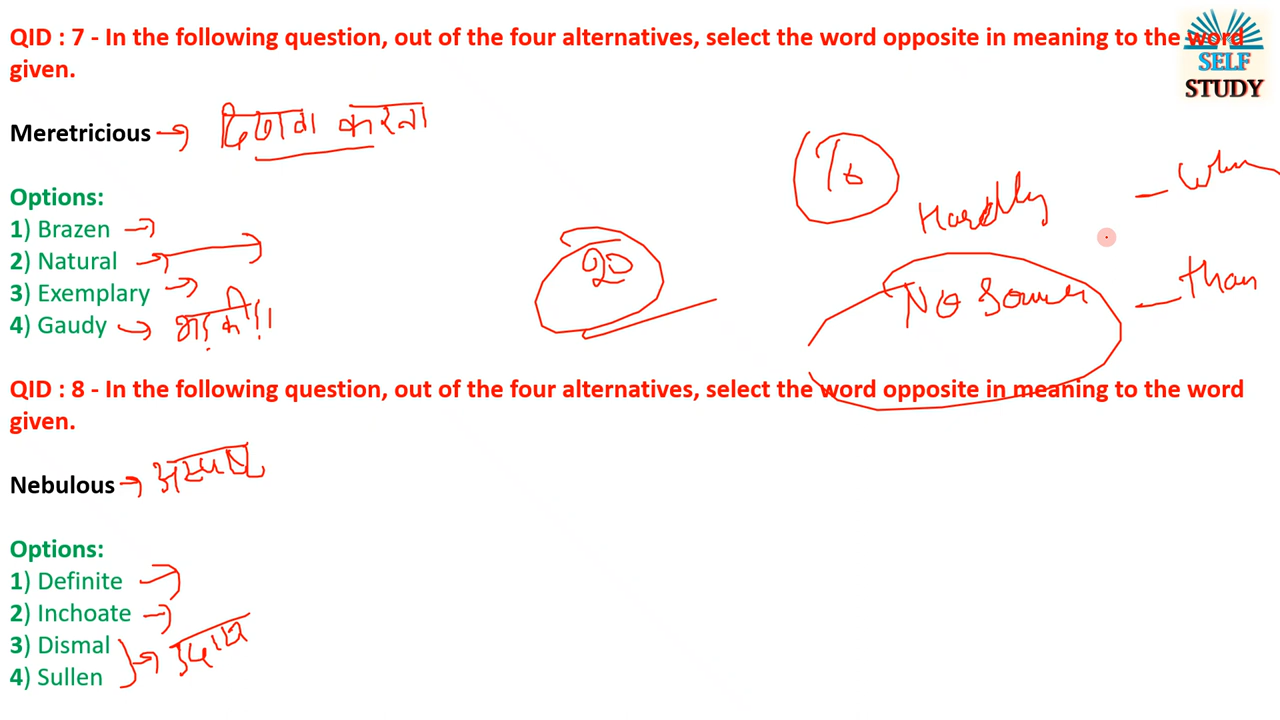 QID : 7 - In the following question, out of the four alternatives, select the word opposite in meaning to the word
given.
SELF
STUDY
Meretricious → दिखावा करना
Options:
1) Brazen →
2) Natural →
3) Exemplary →
4) Gaudy →
Hardly - when
20
No sooner - than
QID : 8 - In the following question, out of the four alternatives, select the word opposite in meaning to the word
given.
Nebulous → अस्पष्ट
Options:
1) Definite →
2) Inchoate →
3) Dismal
4) Sullen